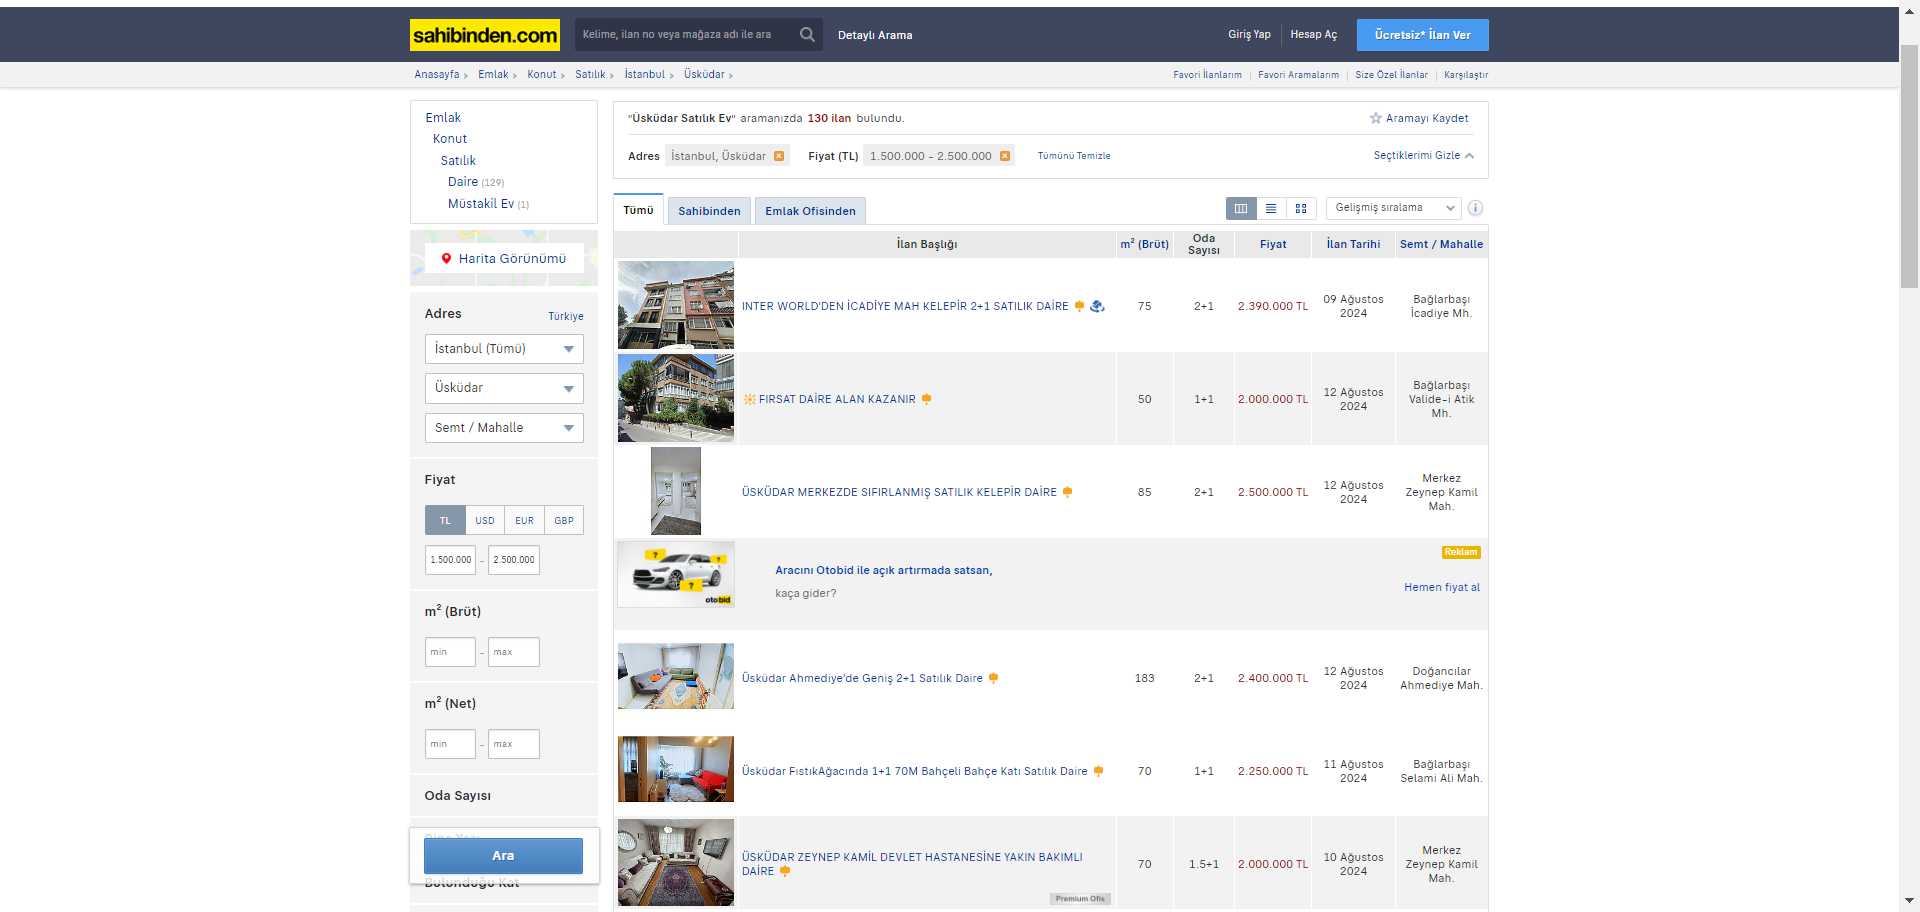 sahibinden.com
Kelime, ilan no veya mağaza adı ile ara
Detaylı Arama
Giriş Yap
Hesap Aç
Ücretsiz* İlan Ver
Anasayfa › Emlak › Konut › Satılık › İstanbul › Üsküdar ›
Favori İlanlarım | Favori Aramalarım | Size Özel İlanlar | Karşılaştır
Emlak
Konut
Satılık
Daire (129)
Müstakil Ev (1)
Harita Görünümü
Adres
Türkiye
İstanbul (Tümü)
Üsküdar
Semt / Mahalle
Fiyat
TL USD EUR GBP
1.500.000 - 2.500.000
m² (Brüt)
min - max
m² (Net)
min - max
Oda Sayısı
Ara
Bulunduğu Kat
"Üsküdar Satılık Ev" aramanızda 130 ilan bulundu.
Aramayı Kaydet
Adres İstanbul, Üsküdar Fiyat (TL) 1.500.000 - 2.500.000 Tümünü Temizle
Seçtiklerimi Gizle
Tümü Sahibinden Emlak Ofisinden
Gelişmiş sıralama
İlan Başlığı
m² (Brüt)
Oda
Sayısı
Fiyat
İlan Tarihi
Semt / Mahalle
INTER WORLD'DEN İCADİYE MAH KELEPİR 2+1 SATILIK DAİRE
75
2+1
2.390.000 TL
09 Ağustos
2024
Bağlarbaşı
İcadiye Mh.
FIRSAT DAİRE ALAN KAZANIR
50
1+1
2.000.000 TL
12 Ağustos
2024
Bağlarbaşı
Valide-i Atik
Mh.
ÜSKÜDAR MERKEZDE SIFIRLANMIŞ SATILIK KELEPİR DAİRE
85
2+1
2.500.000 TL
12 Ağustos
2024
Merkez
Zeynep Kamil
Mah.
? ? ?
otobid
Aracını Otobid ile açık artırmada satsan,
kaça gider?
Reklam
Hemen fiyat al
Üsküdar Ahmediye'de Geniş 2+1 Satılık Daire
183
2+1
2.400.000 TL
12 Ağustos
2024
Doğancılar
Ahmediye Mah.
Üsküdar FıstıkAğacında 1+1 70M Bahçeli Bahçe Katı Satılık Daire
70
1+1
2.250.000 TL
11 Ağustos
2024
Bağlarbaşı
Selami Ali Mah.
ÜSKÜDAR ZEYNEP KAMİL DEVLET HASTANESİNE YAKIN BAKIMLI
DAİRE
Premium Ofis
70
1.5+1
2.000.000 TL
10 Ağustos
2024
Merkez
Zeynep Kamil
Mah.